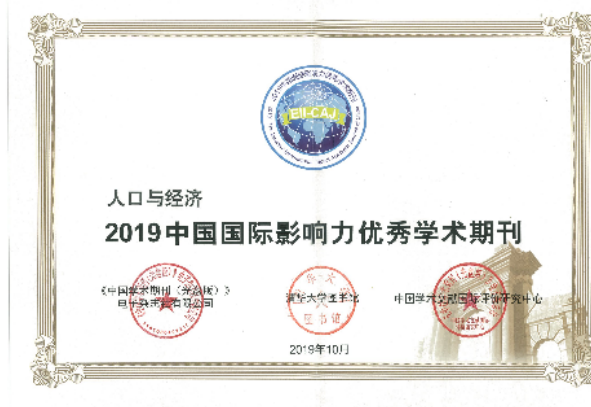 人口与经济
2019中国国际影响力优秀学术期刊
《中国学术期刊(光盘版)》
电子杂志社有限公司
清华大学图书馆
中国学术文献国际评价研究中心
2019年10月